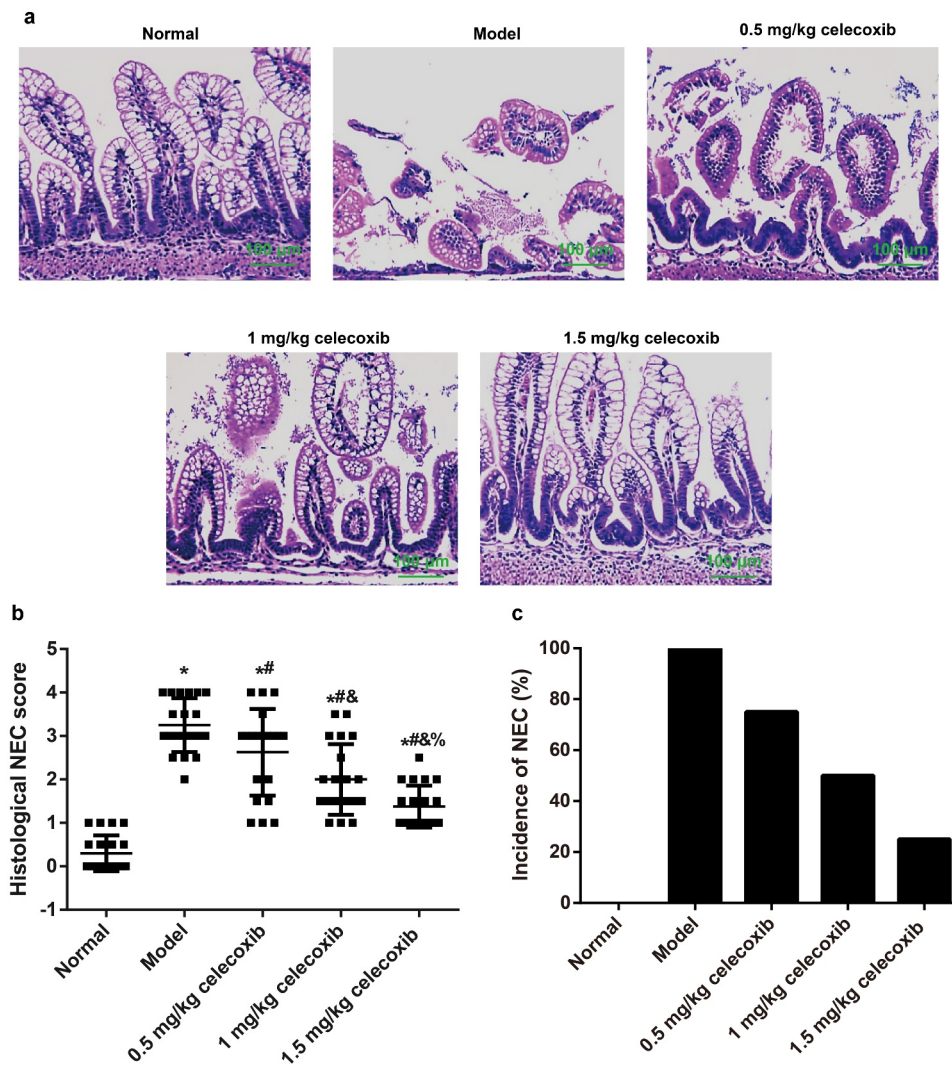 a
Normal
Model
0.5 mg/kg celecoxib
100 μm
100 μm
100 μm
1 mg/kg celecoxib
1.5 mg/kg celecoxib
100 μm
100 μm
b
Histological NEC score
5
4
3
2
1
0
-1
*
*#
*#&
*#&%
Normal
Model
0.5 mg/kg celecoxib
1 mg/kg celecoxib
1.5 mg/kg celecoxib
c
Incidence of NEC (%)
100
80
60
40
20
0
Normal
Model
0.5 mg/kg celecoxib
1 mg/kg celecoxib
1.5 mg/kg celecoxib